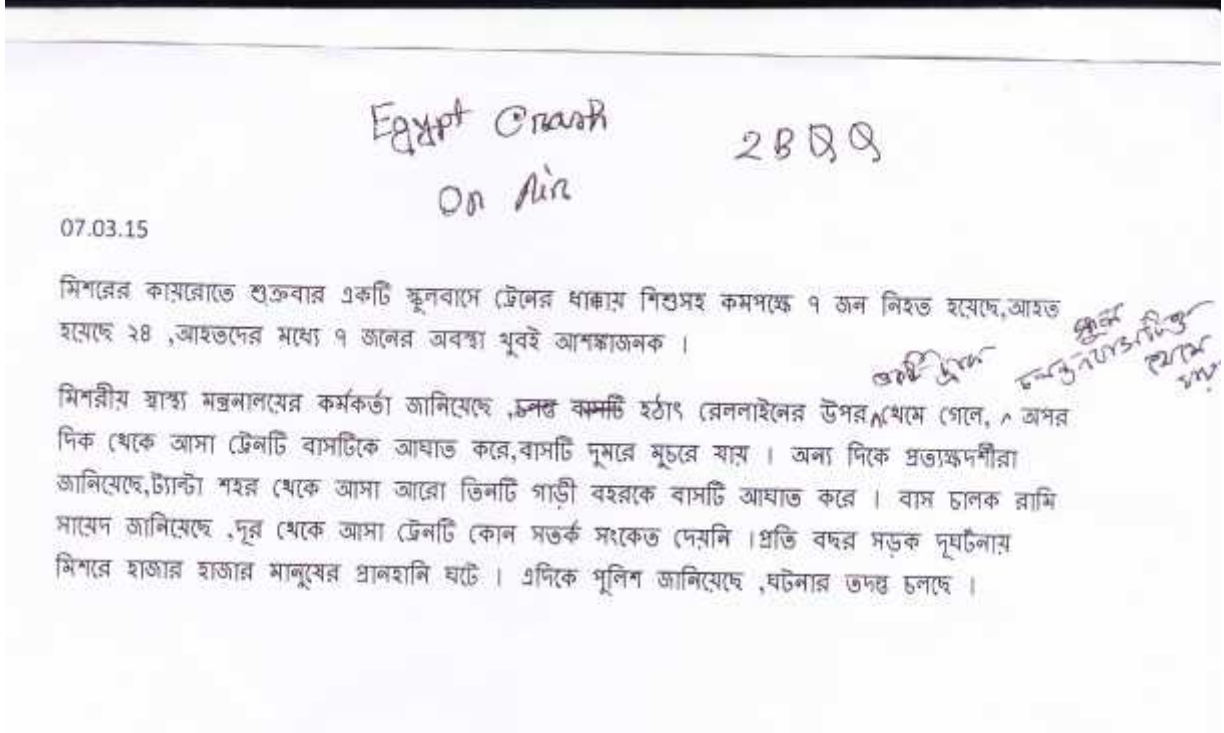 Egypt Crash
2B
On Air
07.03.15
মিশরের কায়রোতে শুক্রবার একটি স্কুলবাসে ট্রেনের ধাক্কায় শিশুসহ কমপক্ষে ৭ জন নিহত হয়েছে,আহত
হয়েছে ২৪ ,আহতদের মধ্যে ৭ জনের অবস্থা খুবই আশঙ্কাজনক ।
স্কুল
থেমে
মিশরীয় স্বাস্থ্য মন্ত্রনালয়ের কর্মকর্তা জানিয়েছে ,চলন্ত বাসটি হঠাৎ রেললাইনের উপর থেমে গেলে, অপর
দিক থেকে আসা ট্রেনটি বাসটিকে আঘাত করে,বাসটি দুমরে মুচরে যায় । অন্য দিকে প্রত্যক্ষদর্শীরা
জানিয়েছে,ট্যান্টা শহর থেকে আসা আরো তিনটি গাড়ী বহরকে বাসটি আঘাত করে । বাস চালক রামি
সায়েদ জানিয়েছে ,দূর থেকে আসা ট্রেনটি কোন সতর্ক সংকেত দেয়নি ।প্রতি বছর সড়ক দূর্ঘটনায়
মিশরে হাজার হাজার মানুষের প্রানহানি ঘটে । এদিকে পুলিশ জানিয়েছে ,ঘটনার তদন্ত চলছে ।